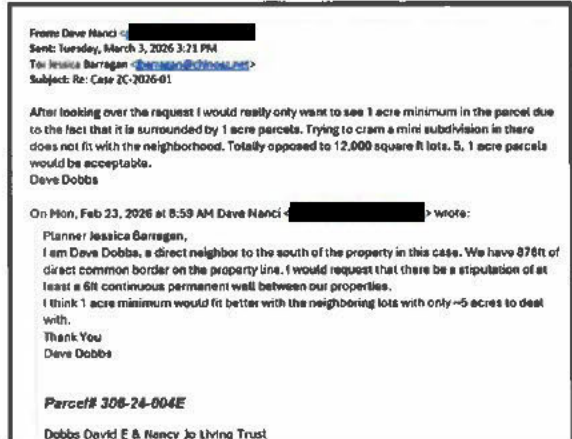 From: Dave Nanci <
Sent: Tuesday, March 3, 2026 3:21 PM
To: Jessica Barragan <jbarragan@chinoaz.net>
Subject: Re: Case ZC-2026-01
After looking over the request I would really only want to see 1 acre minimum in the parcel due
to the fact that it is surrounded by 1 acre parcels. Trying to cram a mini subdivision in there
does not fit with the neighborhood. Totally opposed to 12,000 square ft lots. 5, 1 acre parcels
would be acceptable.
Dave Dobbs
On Mon, Feb 23, 2026 at 8:59 AM Dave Nanci < > wrote:
Planner Jessica Barragan,
I am Dave Dobbs, a direct neighbor to the south of the property in this case. We have 876ft of
direct common border on the property line. I would request that there be a stipulation of at
least a 6ft continuous permanent wall between our properties.
I think 1 acre minimum would fit better with the neighboring lots with only ~5 acres to deal
with.
Thank You
Dave Dobbs
Parcel# 306-24-004E
Dobbs David E & Nancy Jo Living Trust